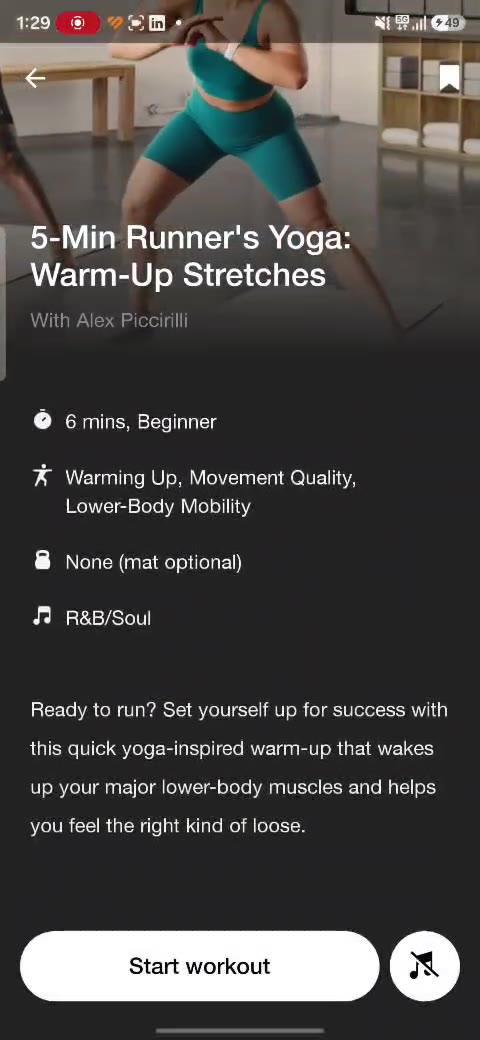 1:29
5G
49
5-Min Runner's Yoga:
Warm-Up Stretches
With Alex Piccirilli
6 mins, Beginner
Warming Up, Movement Quality,
Lower-Body Mobility
None (mat optional)
R&B/Soul
Ready to run? Set yourself up for success with
this quick yoga-inspired warm-up that wakes
up your major lower-body muscles and helps
you feel the right kind of loose.
Start workout